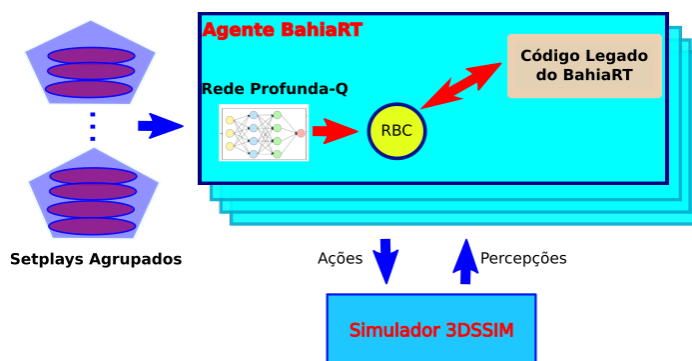 Agente BahiaRT
Código Legado
do BahiaRT
Rede Profunda-Q
RBC
Setplays Agrupados
Ações
Percepções
Simulador 3DSSIM